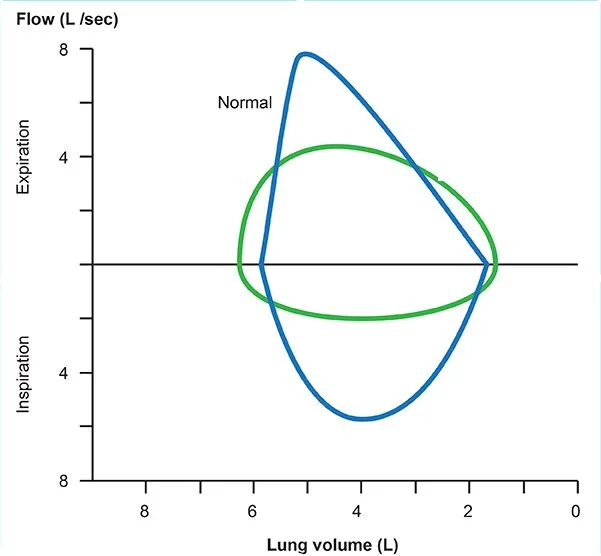 Flow (L /sec)
8
Normal
4
Expiration
4
Inspiration
8
8 6 4 2 0
Lung volume (L)